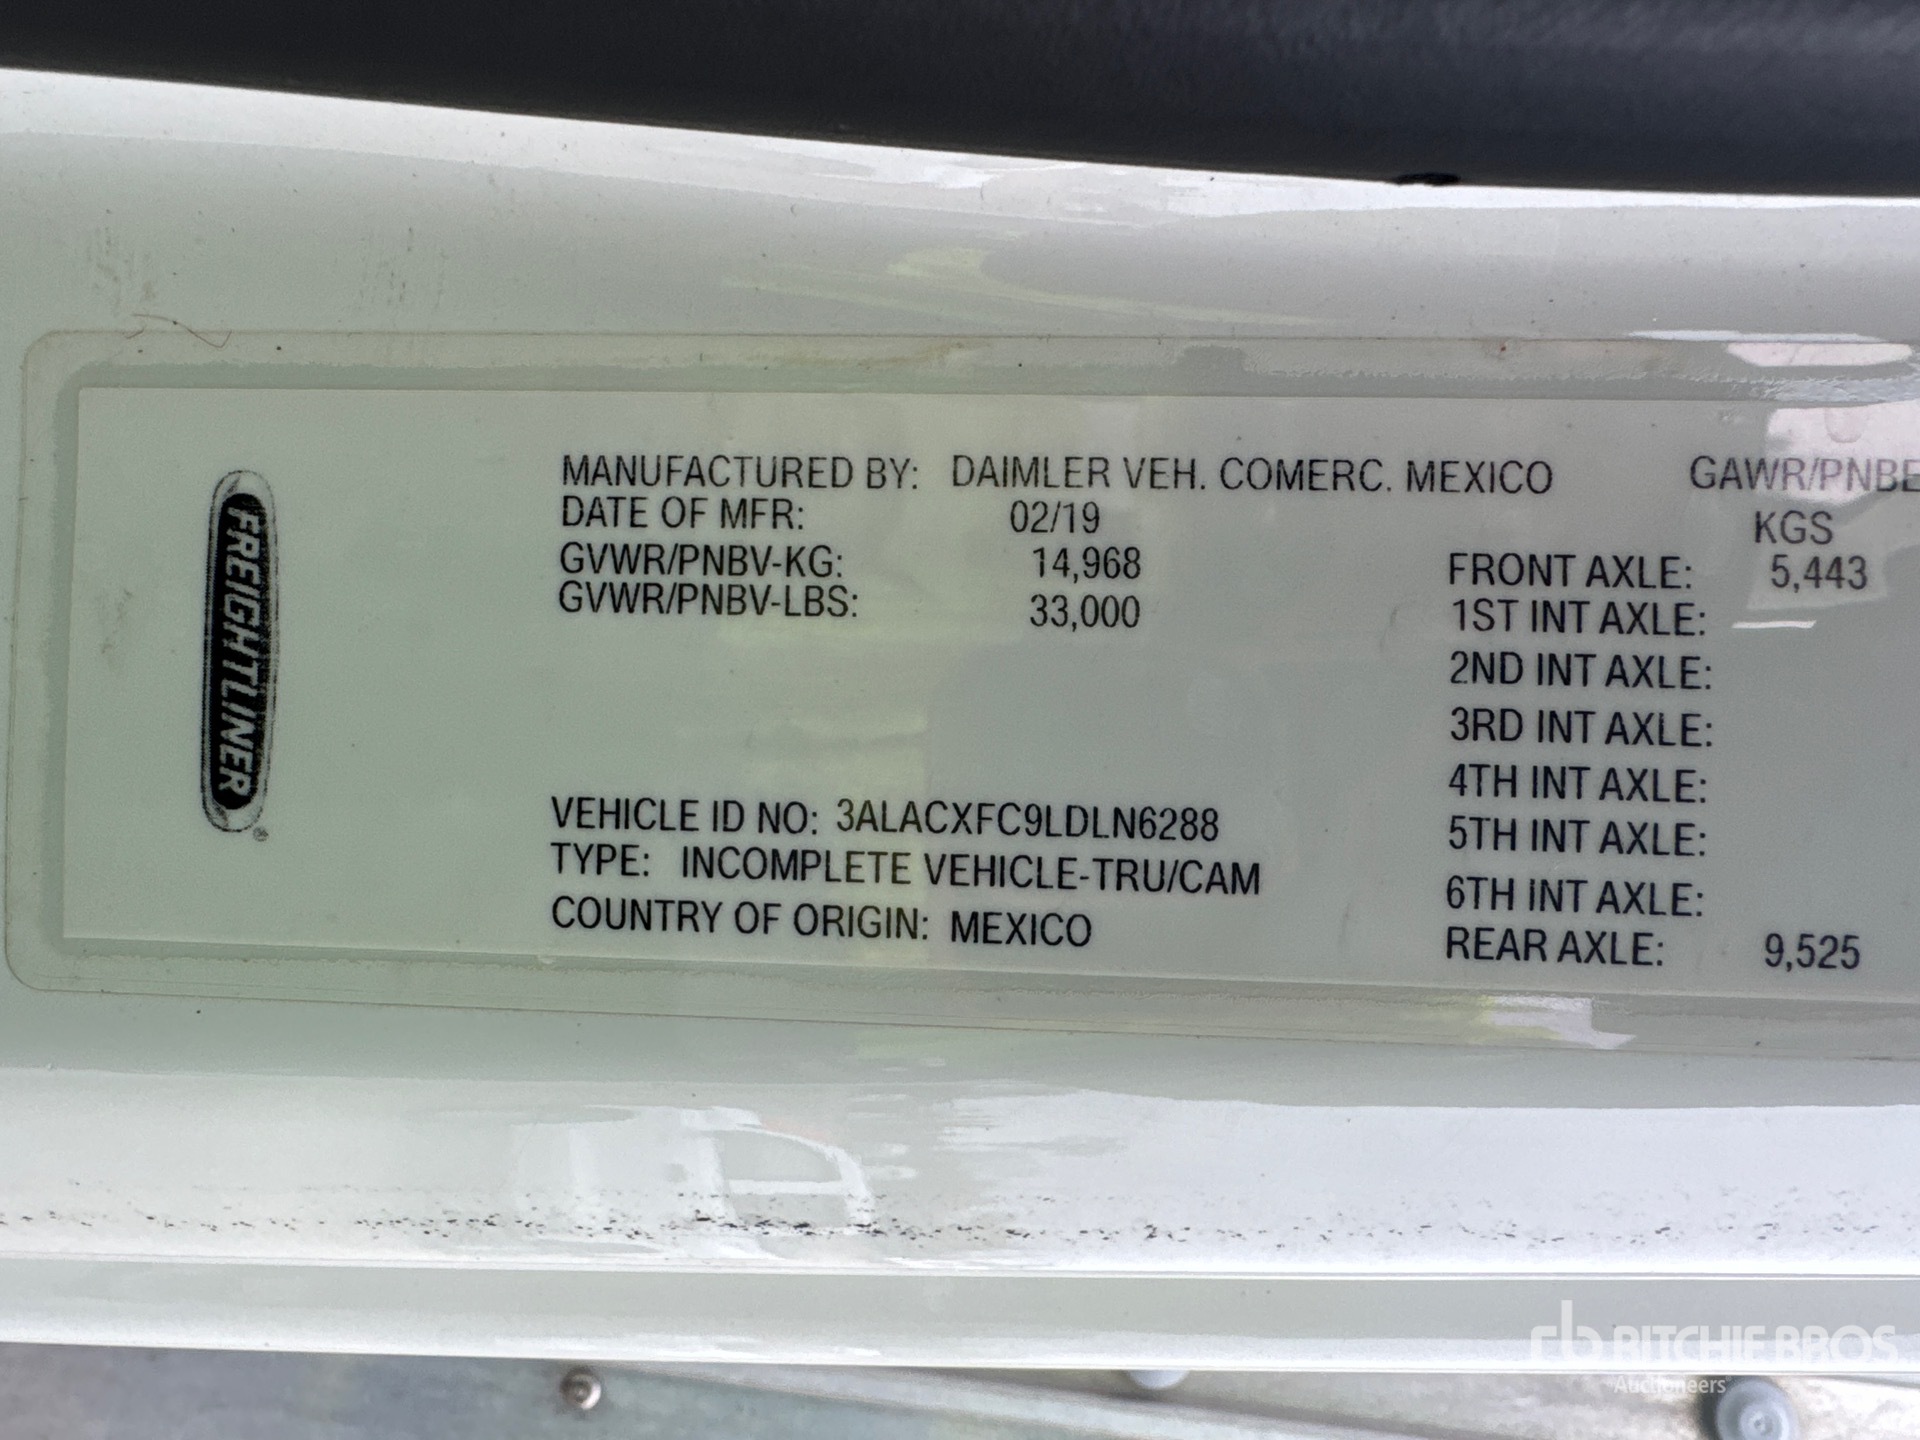 FREIGHTLINER®
MANUFACTURED BY: DAIMLER VEH. COMERC. MEXICO
DATE OF MFR: 02/19
GVWR/PNBV-KG: 14,968
GVWR/PNBV-LBS: 33,000
VEHICLE ID NO: 3ALACXFC9LDLN6288
TYPE: INCOMPLETE VEHICLE-TRU/CAM
COUNTRY OF ORIGIN: MEXICO
GAWR/PNBE
KGS
FRONT AXLE: 5,443
1ST INT AXLE:
2ND INT AXLE:
3RD INT AXLE:
4TH INT AXLE:
5TH INT AXLE:
6TH INT AXLE:
REAR AXLE: 9,525
rb RITCHIE BROS
Auctioneers